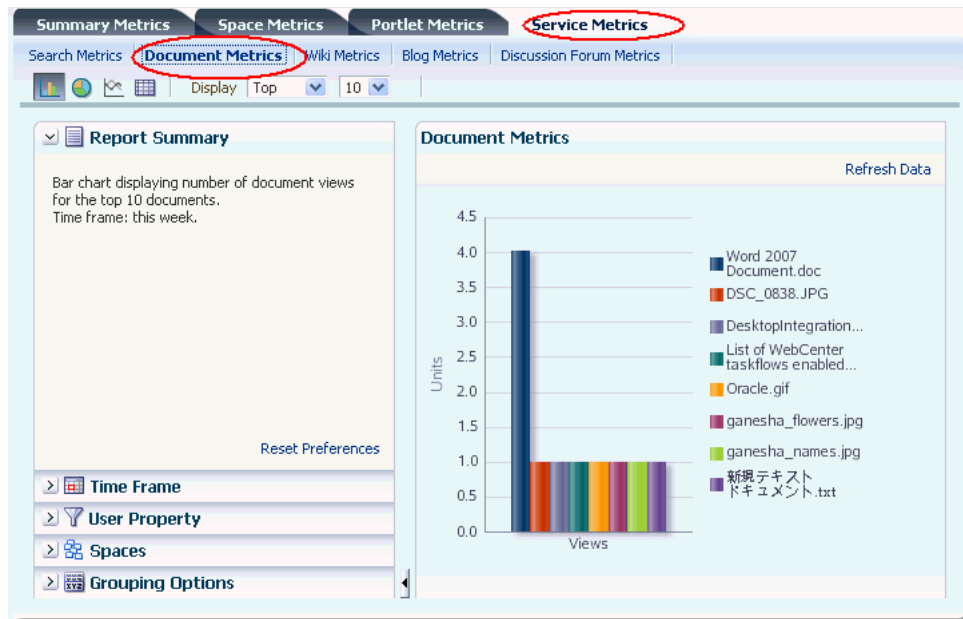 Summary Metrics Space Metrics Portlet Metrics Service Metrics
Search Metrics Document Metrics Wiki Metrics Blog Metrics Discussion Forum Metrics
Display Top 10
Report Summary
Bar chart displaying number of document views
for the top 10 documents.
Time frame: this week.
Reset Preferences
Time Frame
User Property
Spaces
Grouping Options
Document Metrics
Refresh Data
4.5
4.0
3.5
3.0
2.5
2.0
1.5
1.0
0.5
0.0
Units
Views
Word 2007
Document.doc
DSC_0838.JPG
DesktopIntegration...
List of WebCenter
taskflows enabled...
Oracle.gif
ganesha_flowers.jpg
ganesha_names.jpg
新規テキスト
ドキュメント.txt